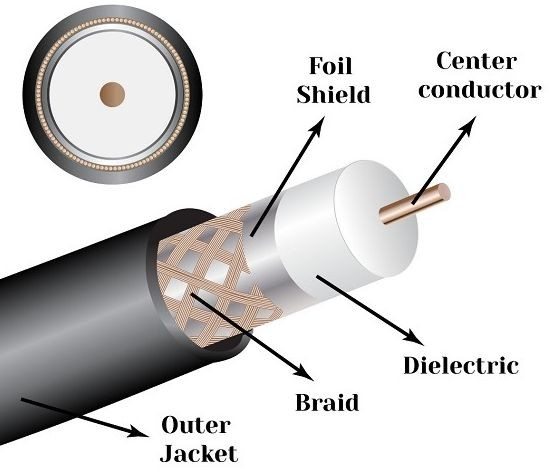 Foil
Shield
Center
conductor
Dielectric
Braid
Outer
Jacket